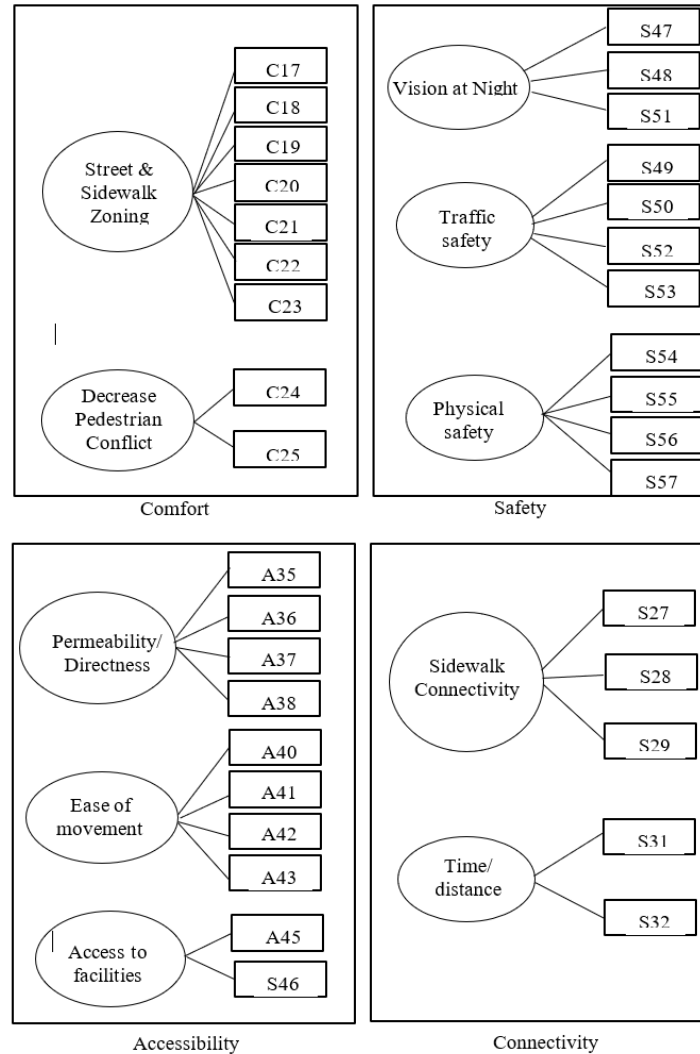 Street &
Sidewalk
Zoning
C17
C18
C19
C20
C21
C22
C23
Decrease
Pedestrian
Conflict
C24
C25
Comfort
Vision at Night
S47
S48
S51
Traffic
safety
S49
S50
S52
S53
Physical
safety
S54
S55
S56
S57
Safety
Permeability/
Directness
A35
A36
A37
A38
Ease of
movement
A40
A41
A42
A43
Access to
facilities
A45
S46
Accessibility
Sidewalk
Connectivity
S27
S28
S29
Time/
distance
S31
S32
Connectivity